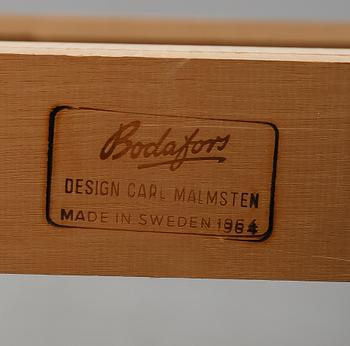 Bodafors
DESIGN CARL MALMSTEN
MADE IN SWEDEN 1964